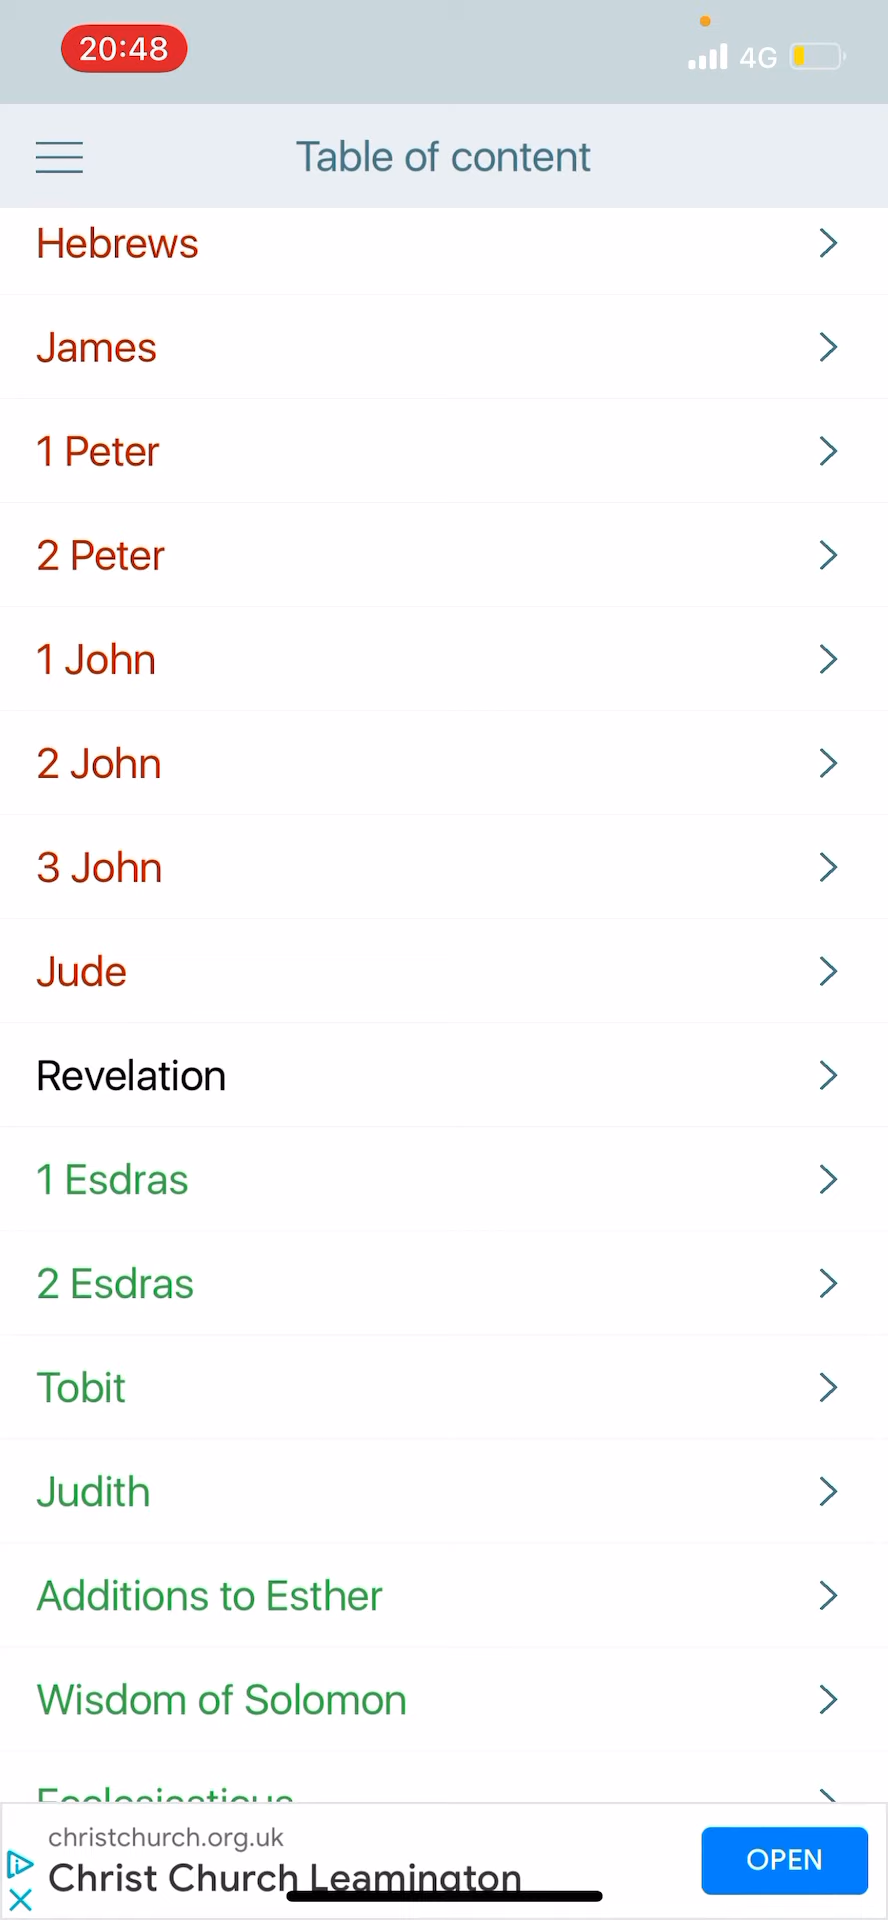 20:48
4G
Table of content
Hebrews
James
1 Peter
2 Peter
1 John
2 John
3 John
Jude
Revelation
1 Esdras
2 Esdras
Tobit
Judith
Additions to Esther
Wisdom of Solomon
Ecclesiasticus
christchurch.org.uk
Christ Church Leamington
OPEN